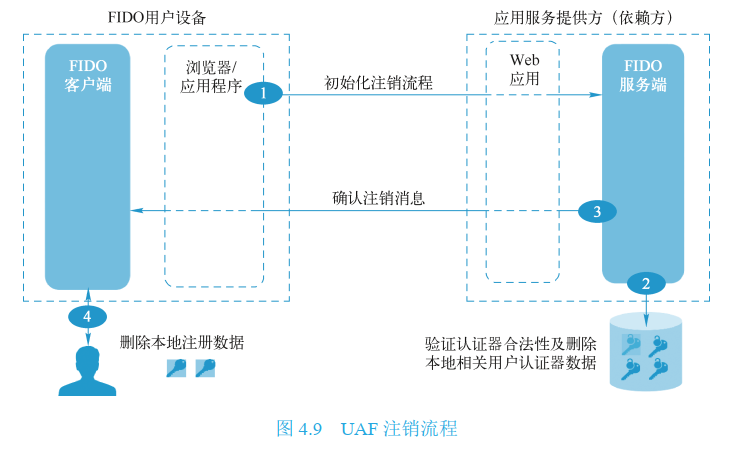 FIDO用户设备
应用服务提供方（依赖方）
FIDO
客户端
浏览器/
应用程序
1
初始化注销流程
Web
应用
FIDO
服务端
确认注销消息
3
2
4
删除本地注册数据
验证认证器合法性及删除
本地相关用户认证器数据
图 4.9 UAF 注销流程